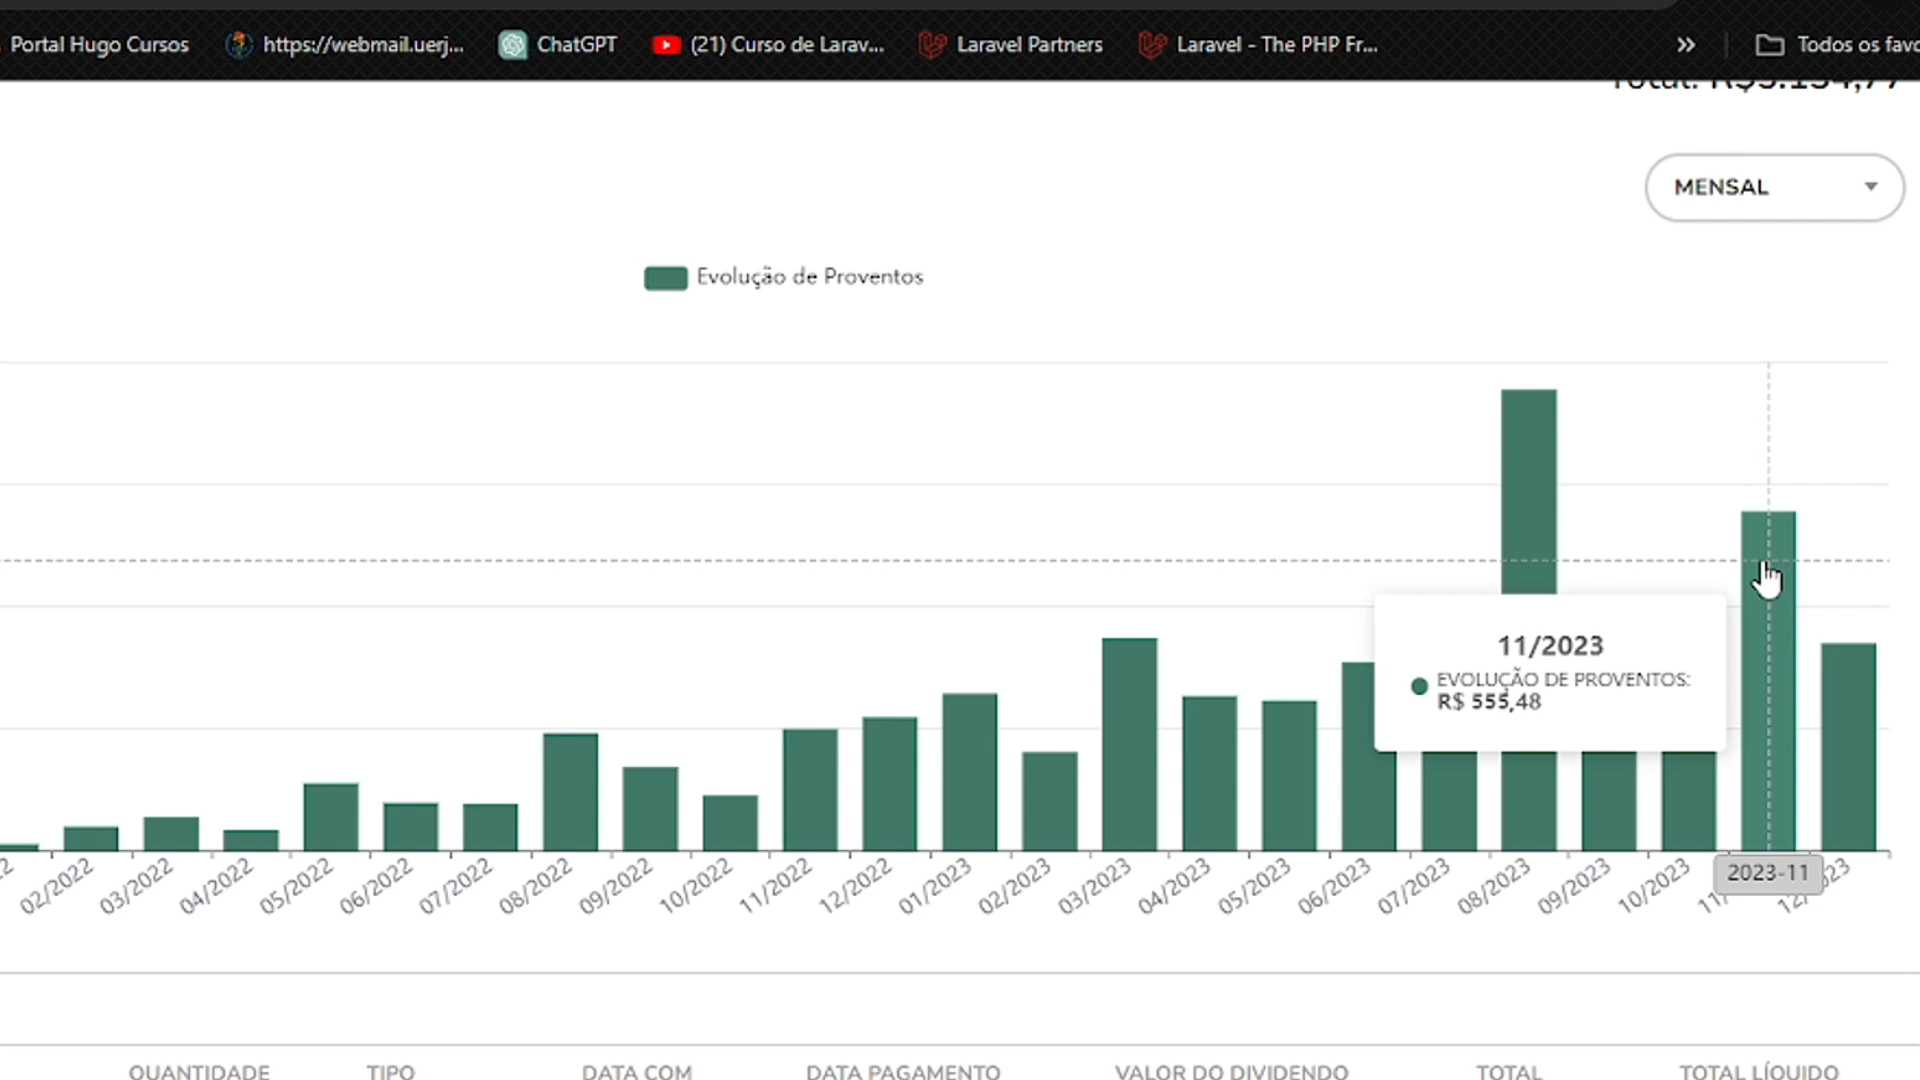 Portal Hugo Cursos https://webmail.uerj... ChatGPT (21) Curso de Larav... Laravel Partners Laravel - The PHP Fr... » Todos os favo
MENSAL
Evolução de Proventos
11/2023
EVOLUÇÃO DE PROVENTOS:
R$ 555,48
02/2022 03/2022 04/2022 05/2022 06/2022 07/2022 08/2022 09/2022 10/2022 11/2022 12/2022 01/2023 02/2023 03/2023 04/2023 05/2023 06/2023 07/2023 08/2023 09/2023 10/2023 2023-11
QUANTIDADE TIPO DATA COM DATA PAGAMENTO VALOR DO DIVIDENDO TOTAL TOTAL LÍQUIDO